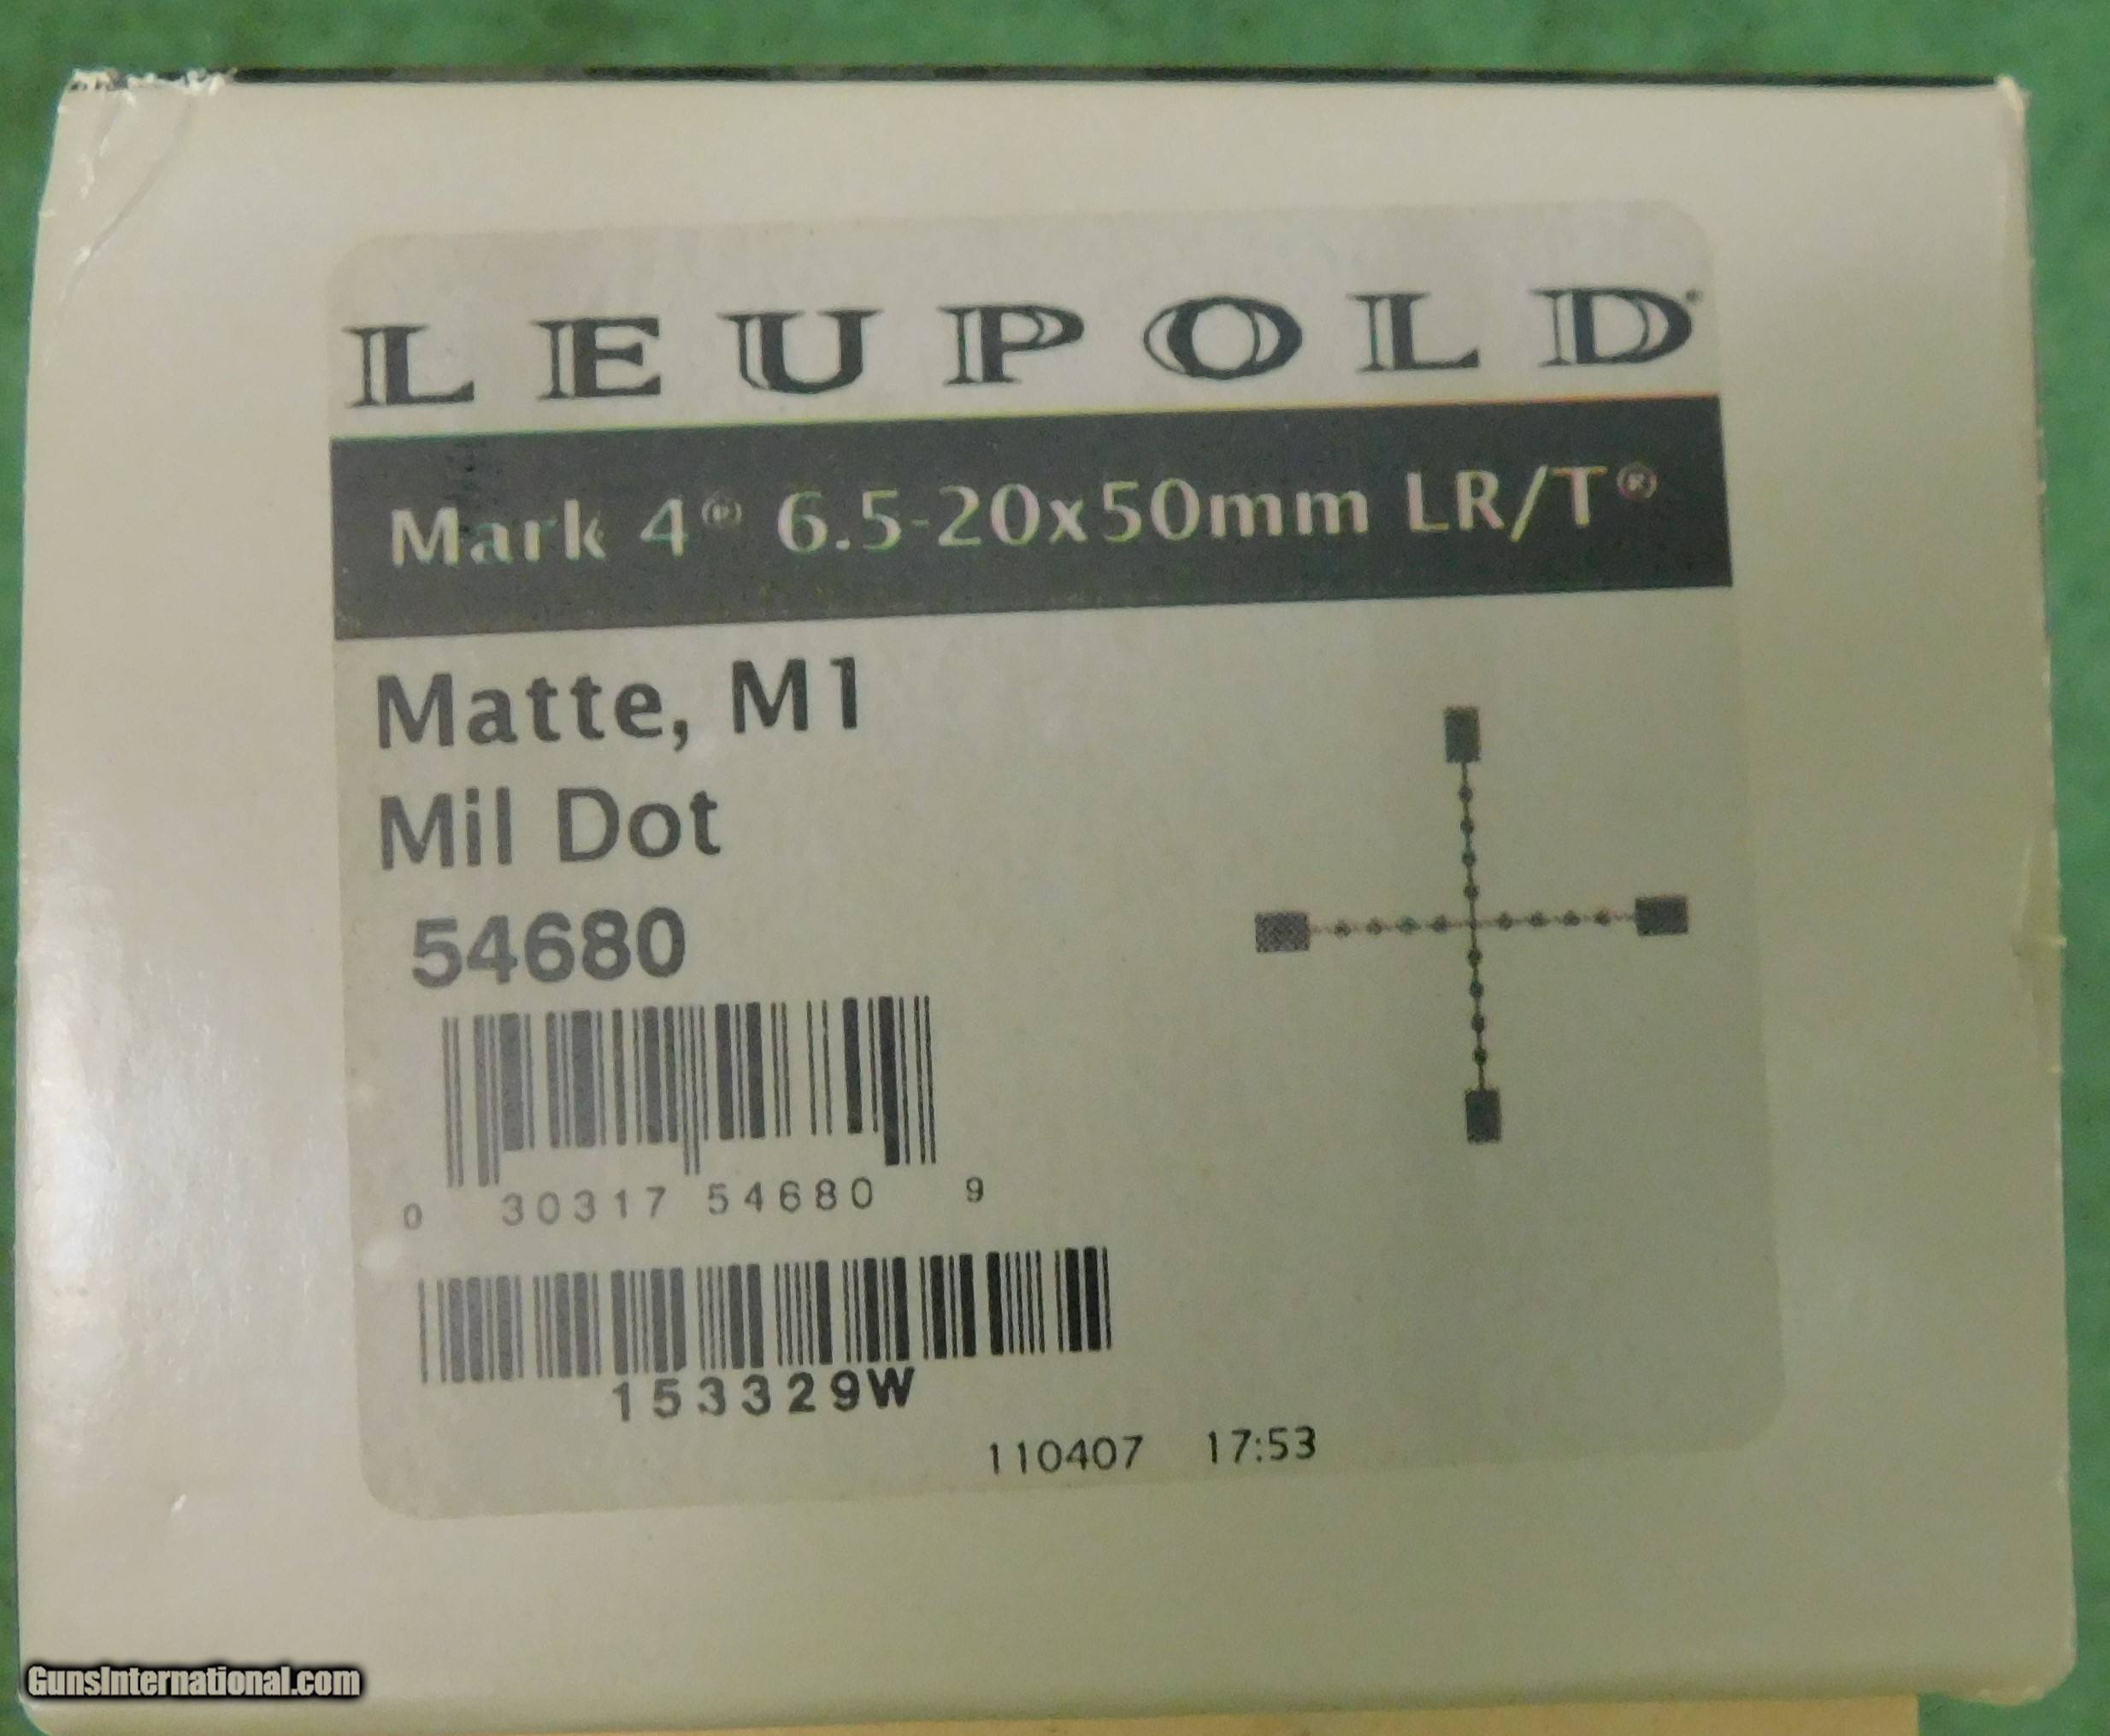 LEUPOLD®
Mark 4® 6.5-20x50mm LR/T®
Matte, M1
Mil Dot
54680
0 30317 54680 9
153329W
110407 17:53
GunsInternational.com